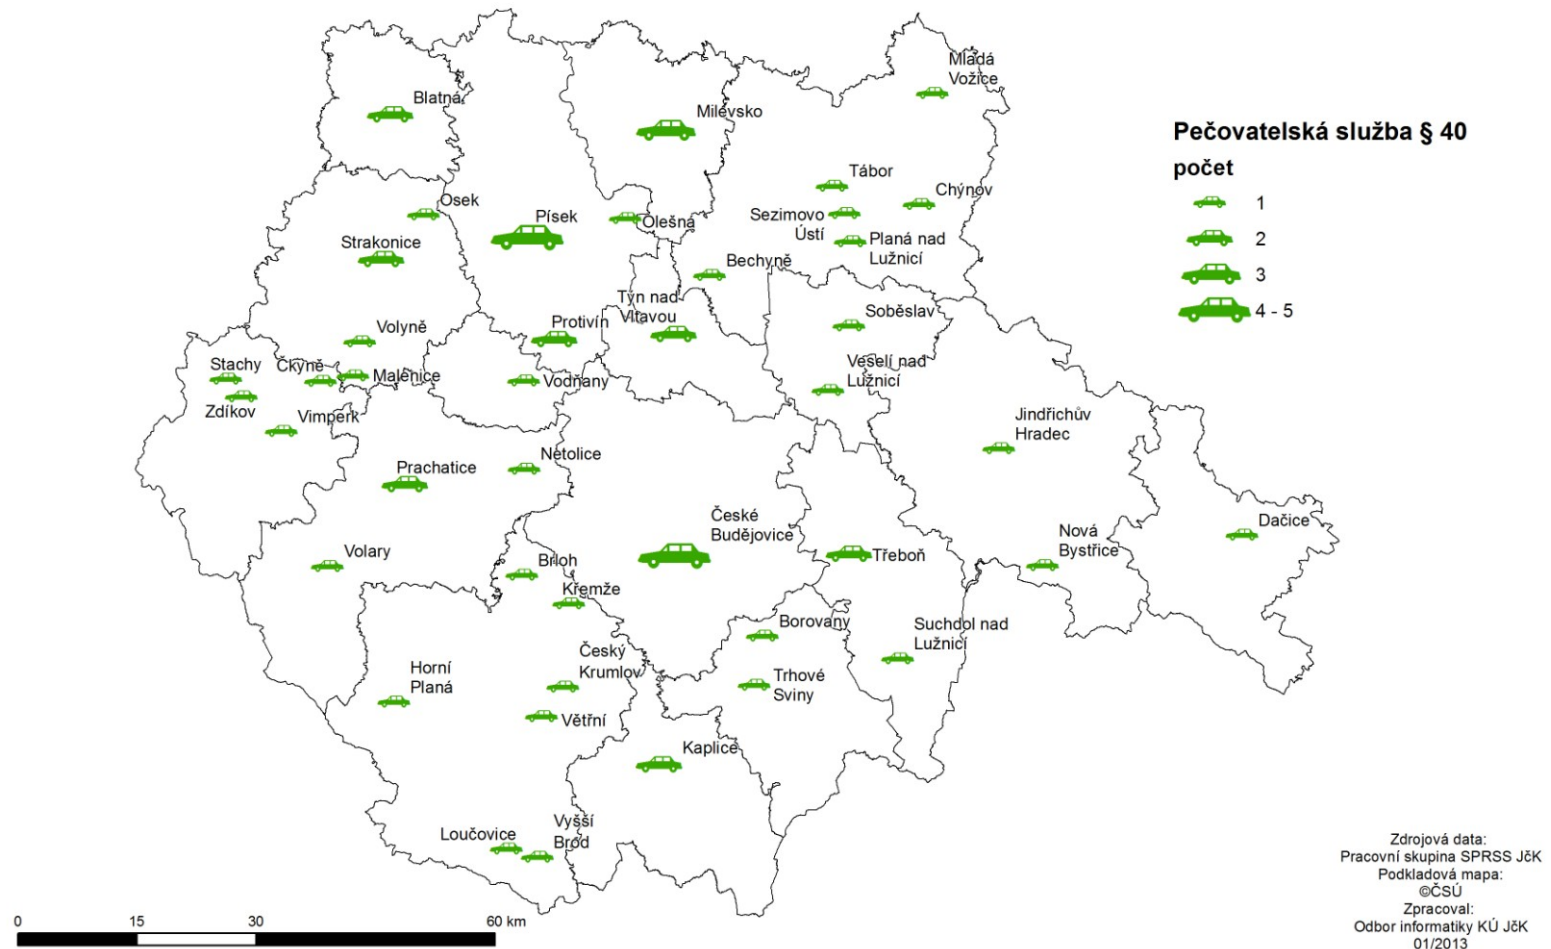 Mladá
Vožice
Blatná
Milevsko
Pečovatelská služba § 40
počet
1
2
3
4 - 5
Tábor
Chýnov
Osek
Písek
Olešná
Sezimovo
Ústí
Planá nad
Lužnicí
Strakonice
Bechyně
Týn nad
Vltavou
Soběslav
Protivín
Volyně
Stachy
Čkyně
Malenice
Vodňany
Veselí nad
Lužnicí
Zdíkov
Vimperk
Jindřichův
Hradec
Netolice
Prachatice
České
Budějovice
Dačice
Nová
Bystřice
Třeboň
Volary
Brloh
Křemže
Borovany
Suchdol nad
Lužnicí
Český
Krumlov
Horní
Planá
Trhové
Sviny
Větřní
Kaplice
Loučovice
Vyšší
Brod
Zdrojová data:
Pracovní skupina SPRSS JčK
Podkladová mapa:
©ČSÚ
Zpracoval:
Odbor informatiky KÚ JčK
01/2013
0 15 30 60 km